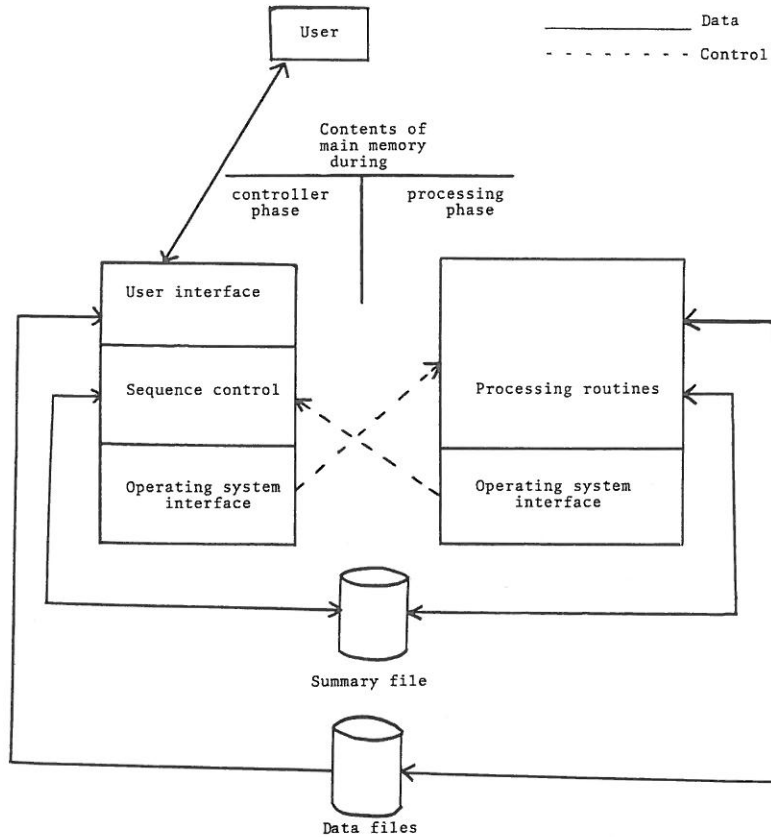 User
Data
Control
Contents of
main memory
during
controller
phase
processing
phase
User interface
Sequence control
Operating system
interface
Processing routines
Operating system
interface
Summary file
Data files